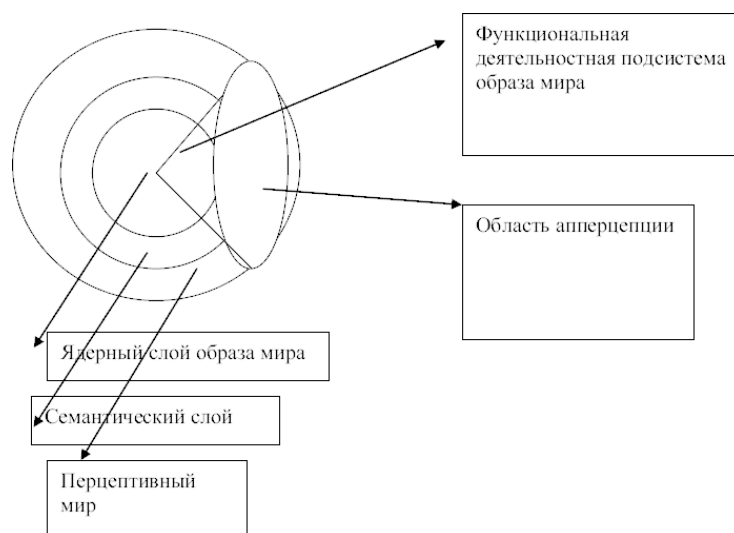 Функциональная
деятельностная подсистема
образа мира
Область апперцепции
Ядерный слой образа мира
Семантический слой
Перцептивный
мир